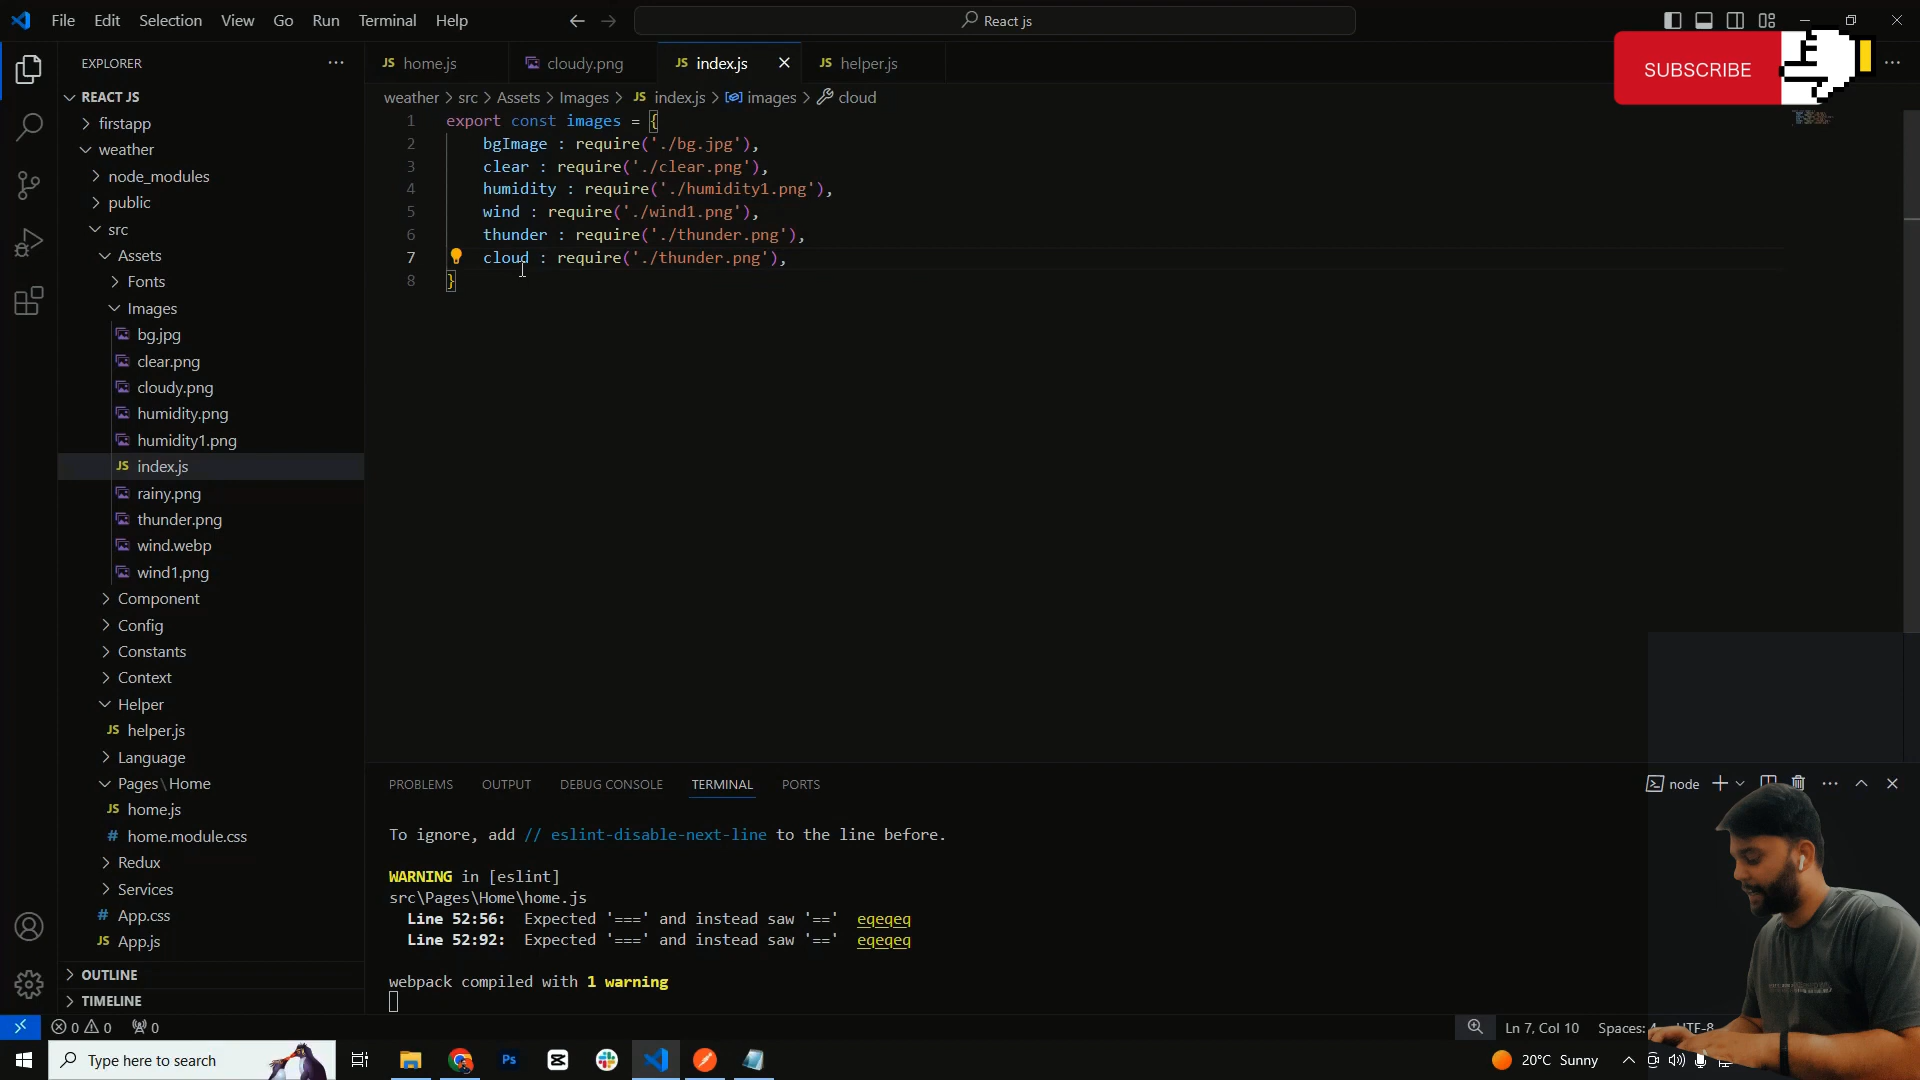 File Edit Selection View Go Run Terminal Help
React js
SUBSCRIBE
EXPLORER
REACT JS
firstapp
weather
node_modules
public
src
Assets
Fonts
Images
bg.jpg
clear.png
cloudy.png
humidity.png
humidity1.png
JS index.js
rainy.png
thunder.png
wind.webp
wind1.png
Component
Config
Constants
Context
Helper
JS helper.js
Language
Pages\Home
JS home.js
# home.module.css
Redux
Services
# App.css
JS App.js
OUTLINE
TIMELINE
JS home.js cloudy.png JS index.js JS helper.js
weather > src > Assets > Images > JS index.js > images > cloud
1 export const images = {
2 bgImage : require('./bg.jpg'),
3 clear : require('./clear.png'),
4 humidity : require('./humidity1.png'),
5 wind : require('./wind1.png'),
6 thunder : require('./thunder.png'),
7 cloud : require('./thunder.png'),
8 }
PROBLEMS OUTPUT DEBUG CONSOLE TERMINAL PORTS
node
To ignore, add // eslint-disable-next-line to the line before.
WARNING in [eslint]
src\Pages\Home\home.js
Line 52:56: Expected '===' and instead saw '==' eqeqeq
Line 52:92: Expected '===' and instead saw '==' eqeqeq
webpack compiled with 1 warning
0 0 0
Ln 7, Col 10 Spaces: 4 UTF-8
Type here to search
Ps
20°C Sunny